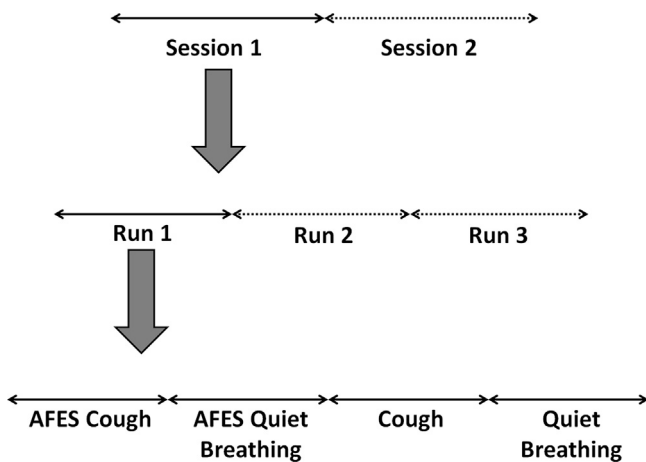 Session 1 Session 2
Run 1 Run 2 Run 3
AFES Cough AFES Quiet Cough Quiet
Breathing Breathing